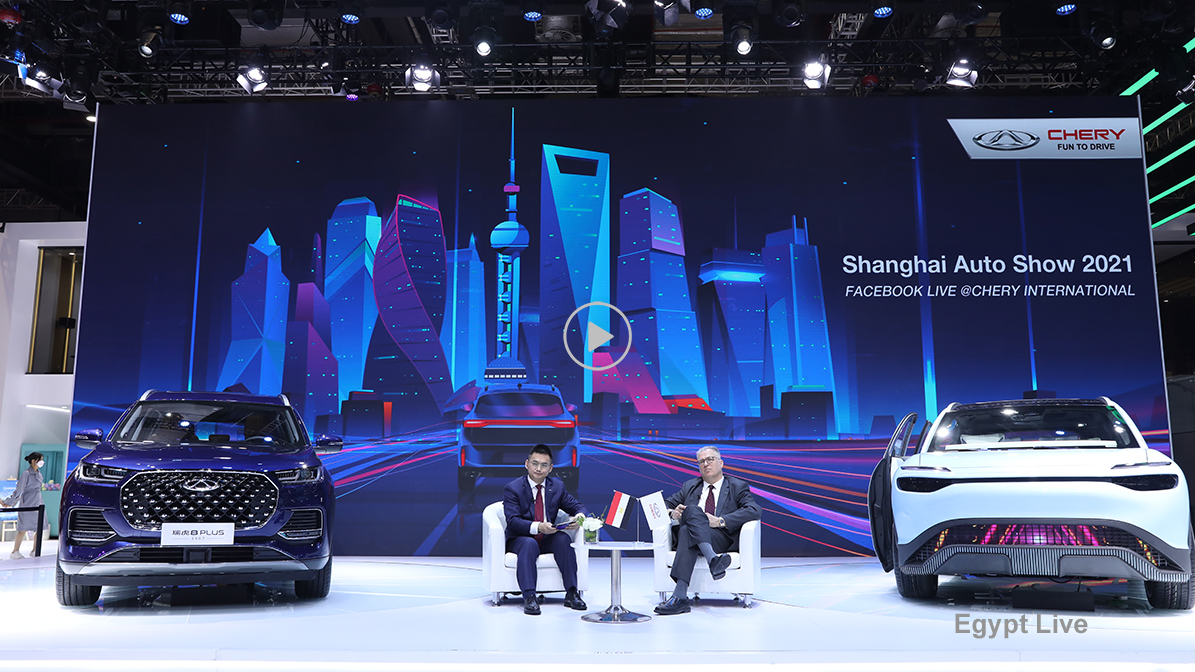 CHERY
FUN TO DRIVE
Shanghai Auto Show 2021
FACEBOOK LIVE @CHERY INTERNATIONAL
瑞虎8 PLUS
Egypt Live